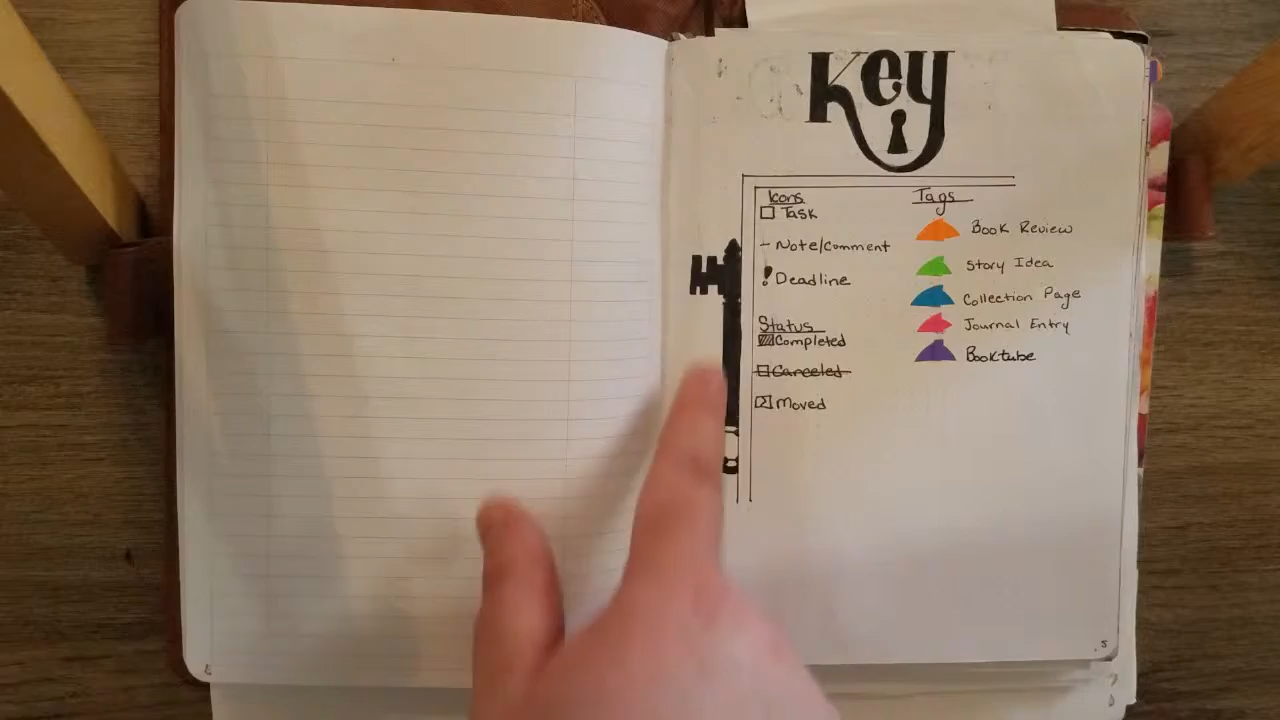 Key
Icons
Task
- Note/comment
! Deadline
Status
Completed
Canceled
Moved
Tags
Book Review
Story Idea
Collection Page
Journal Entry
Booktube
5